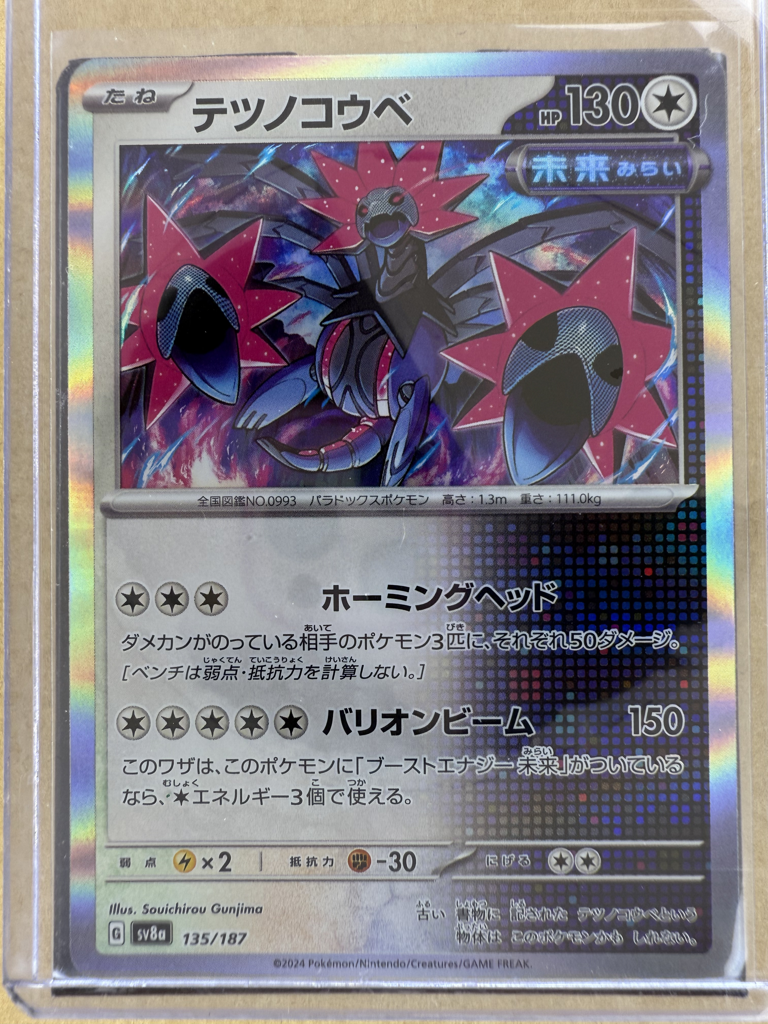 たね テツノコウベ HP130
未来 みらい
全国図鑑NO.0993 パラドックスポケモン 高さ:1.3m 重さ:111.0kg
ホーミングヘッド
ダメカンがのっている相手のポケモン3匹に、それぞれ50ダメージ。
[ベンチは弱点・抵抗力を計算しない。]
バリオンビーム 150
このワザは、このポケモンに「ブーストエナジー 未来」がついている
なら、エネルギー3個で使える。
弱点 ×2 抵抗力 -30 にげる
Illus. Souichirou Gunjima
G sv8a 135/187
古い 書物に 記された テツノコウベという
物体は このポケモンかも しれない。
©2024 Pokémon/Nintendo/Creatures/GAME FREAK.